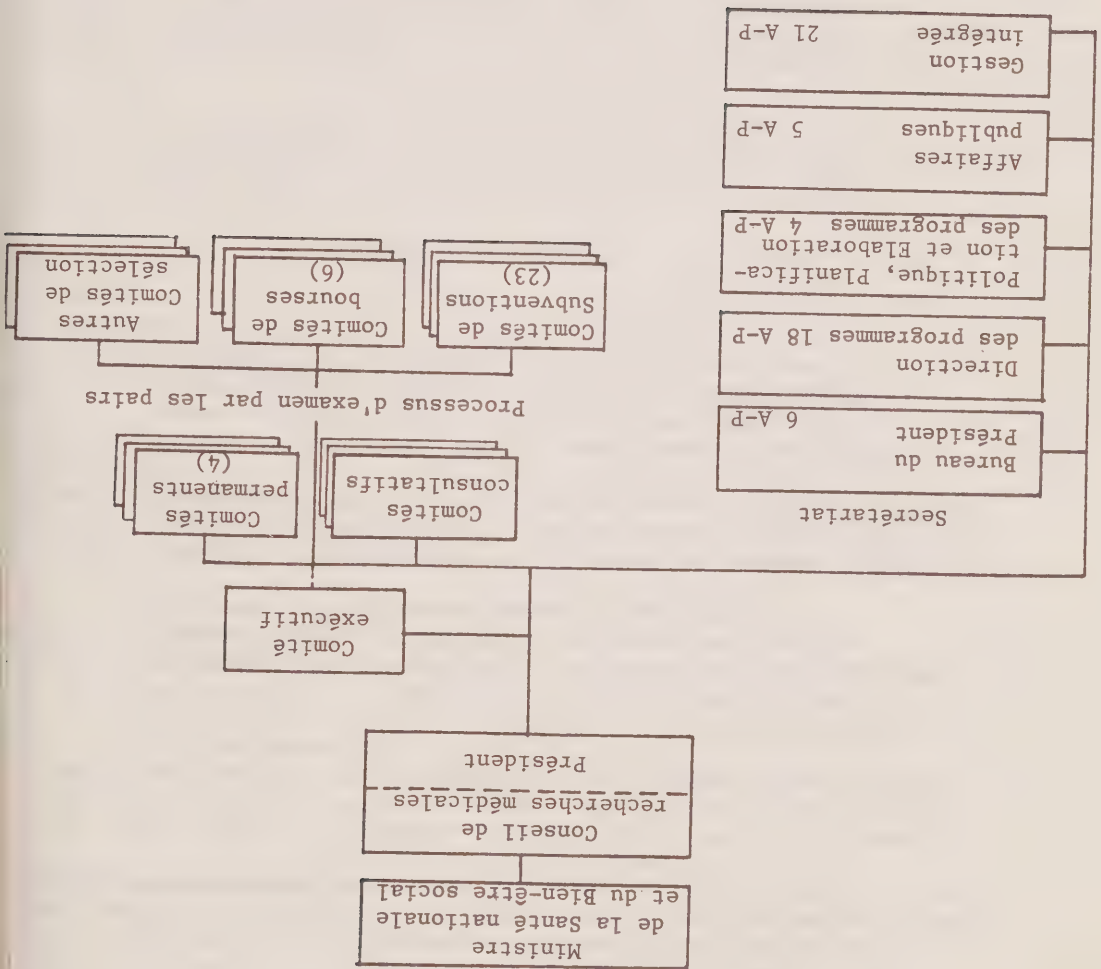 Ministre
de la Santé nationale
et du Bien-être social
Conseil de
recherches médicales
Président
Comité
exécutif
Secrétariat
Bureau du
Président 6 A-P
Direction
des programmes 18 A-P
Politique, Planifica-
tion et Elaboration
des programmes 4 A-P
Affaires
publiques 5 A-P
Gestion
intégrée 21 A-P
Comités
consultatifs
Comités
permanents
(4)
Processus d'examen par les pairs
Comités de
Subventions
(23)
Comités de
bourses
(6)
Autres
Comités de
sélection